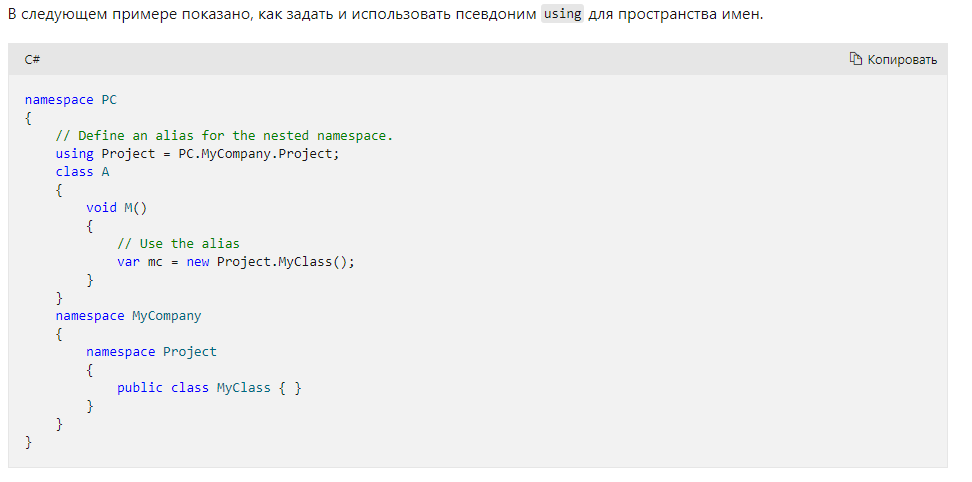 В следующем примере показано, как задать и использовать псевдоним using для пространства имен.
C#
Копировать
namespace PC
{
    // Define an alias for the nested namespace.
    using Project = PC.MyCompany.Project;
    class A
    {
        void M()
        {
            // Use the alias
            var mc = new Project.MyClass();
        }
    }
    namespace MyCompany
    {
        namespace Project
        {
            public class MyClass { }
        }
    }
}